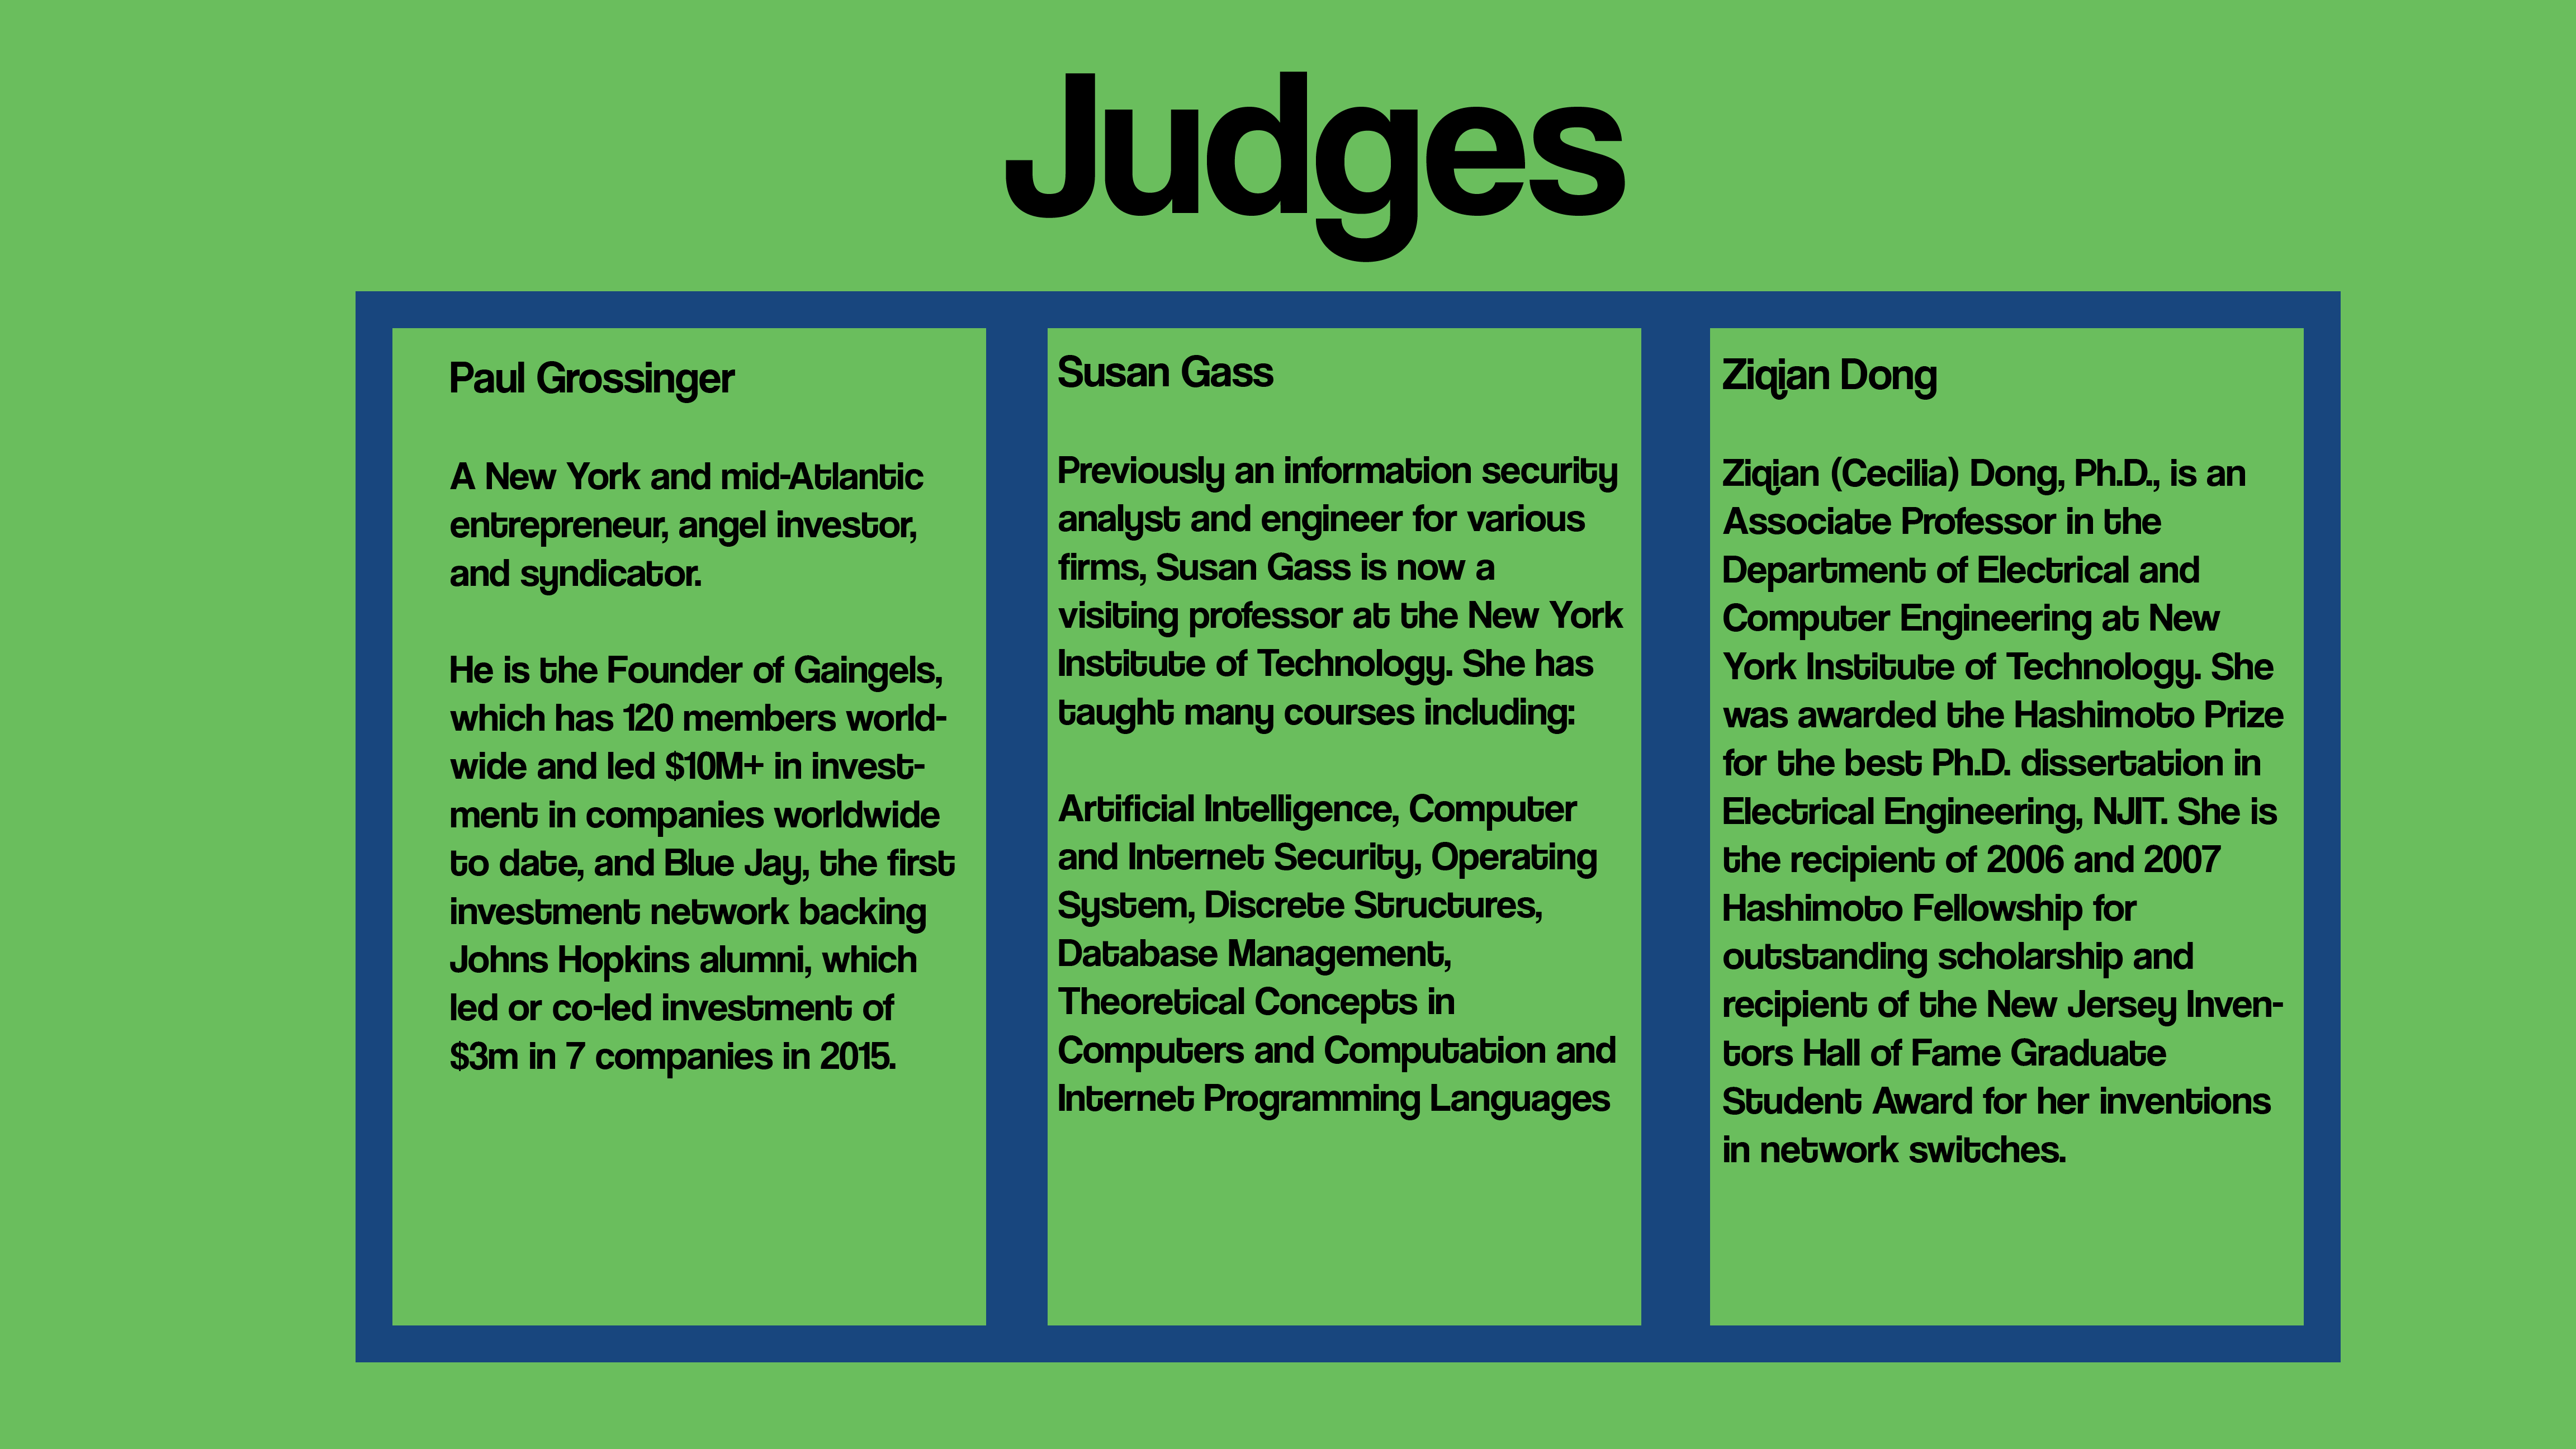 Judges
Paul Grossinger
A New York and mid-Atlantic
entrepreneur, angel investor,
and syndicator.
He is the Founder of Gaingels,
which has 120 members world-
wide and led $10M+ in invest-
ment in companies worldwide
to date, and Blue Jay, the first
investment network backing
Johns Hopkins alumni, which
led or co-led investment of
$3m in 7 companies in 2015.
Susan Gass
Previously an information security
analyst and engineer for various
firms, Susan Gass is now a
visiting professor at the New York
Institute of Technology. She has
taught many courses including:
Artificial Intelligence, Computer
and Internet Security, Operating
System, Discrete Structures,
Database Management,
Theoretical Concepts in
Computers and Computation and
Internet Programming Languages
Ziqian Dong
Ziqian (Cecilia) Dong, Ph.D., is an
Associate Professor in the
Department of Electrical and
Computer Engineering at New
York Institute of Technology. She
was awarded the Hashimoto Prize
for the best Ph.D. dissertation in
Electrical Engineering, NJIT. She is
the recipient of 2006 and 2007
Hashimoto Fellowship for
outstanding scholarship and
recipient of the New Jersey Inven-
tors Hall of Fame Graduate
Student Award for her inventions
in network switches.